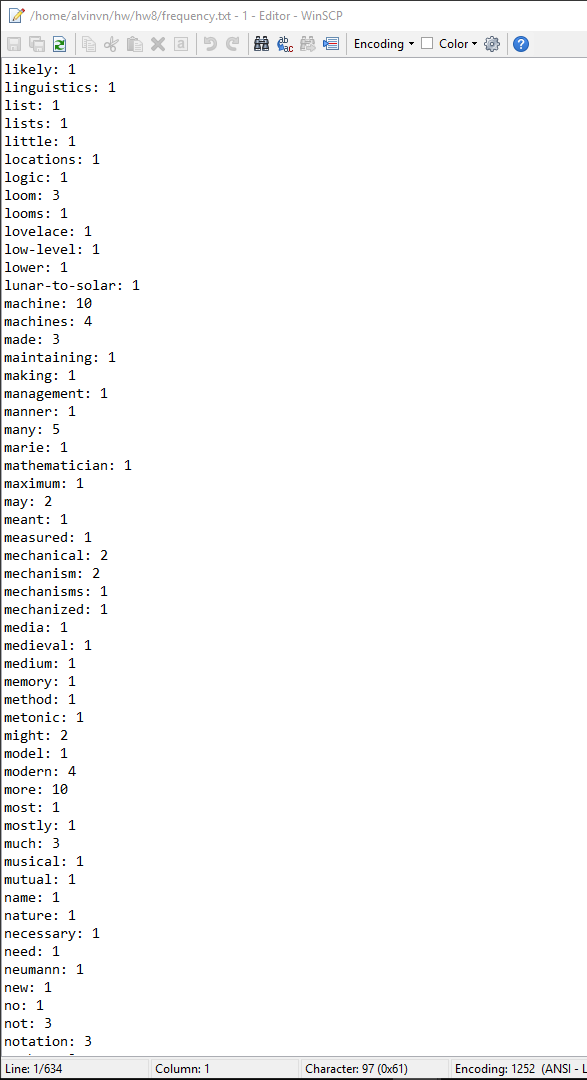 /home/alvinvn/hw/hw8/frequency.txt - 1 - Editor - WinSCP
Encoding Color
likely: 1
linguistics: 1
list: 1
lists: 1
little: 1
locations: 1
logic: 1
loom: 3
looms: 1
lovelace: 1
low-level: 1
lower: 1
lunar-to-solar: 1
machine: 10
machines: 4
made: 3
maintaining: 1
making: 1
management: 1
manner: 1
many: 5
marie: 1
mathematician: 1
maximum: 1
may: 2
meant: 1
measured: 1
mechanical: 2
mechanism: 2
mechanisms: 1
mechanized: 1
media: 1
medieval: 1
medium: 1
memory: 1
method: 1
metonic: 1
might: 2
model: 1
modern: 4
more: 10
most: 1
mostly: 1
much: 3
musical: 1
mutual: 1
name: 1
nature: 1
necessary: 1
need: 1
neumann: 1
new: 1
no: 1
not: 3
notation: 3
Line: 1/634 Column: 1 Character: 97 (0x61) Encoding: 1252 (ANSI - L